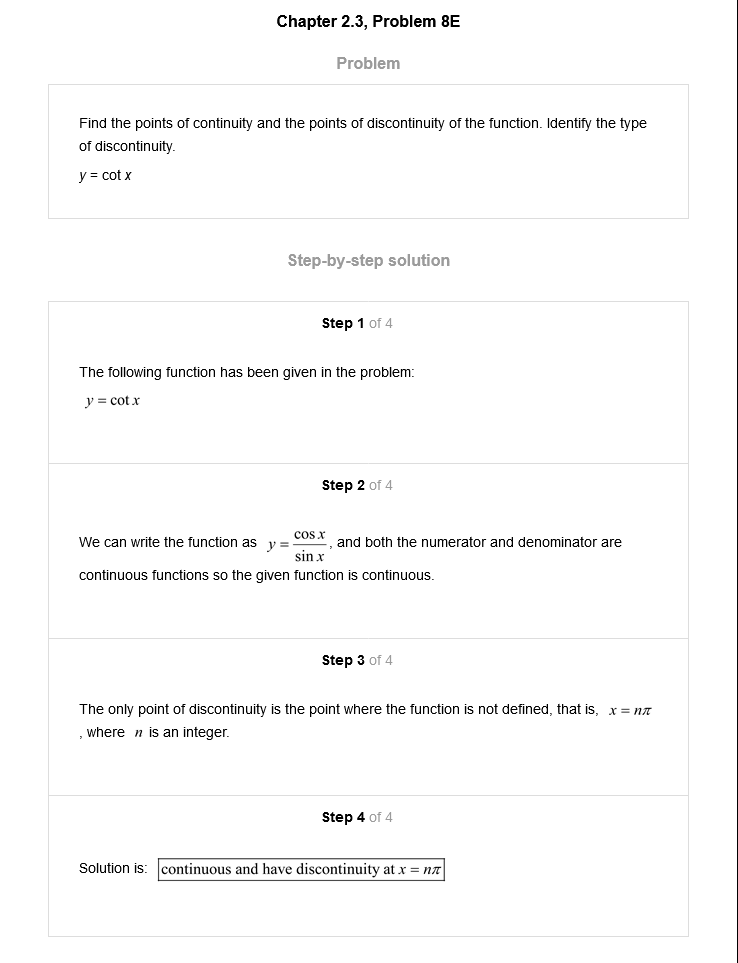 Chapter 2.3, Problem 8E
Problem
Find the points of continuity and the points of discontinuity of the function. Identify the type
of discontinuity.
y = cot x
Step-by-step solution
Step 1 of 4
The following function has been given in the problem:
y = cot x
Step 2 of 4
We can write the function as y = cos x / sin x , and both the numerator and denominator are
continuous functions so the given function is continuous.
Step 3 of 4
The only point of discontinuity is the point where the function is not defined, that is, x = nπ
, where n is an integer.
Step 4 of 4
Solution is: continuous and have discontinuity at x = nπ